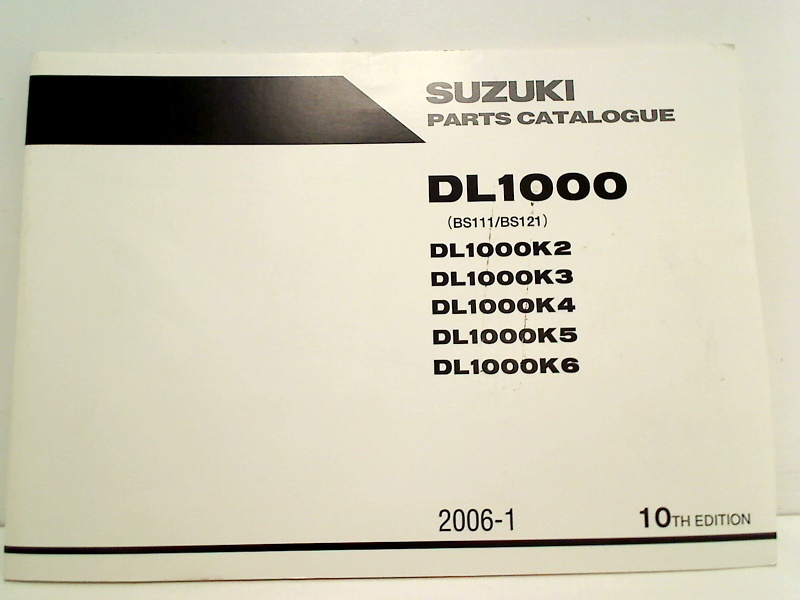 SUZUKI
PARTS CATALOGUE
DL1000
(BS111/BS121)
DL1000K2
DL1000K3
DL1000K4
DL1000K5
DL1000K6
2006-1
10TH EDITION